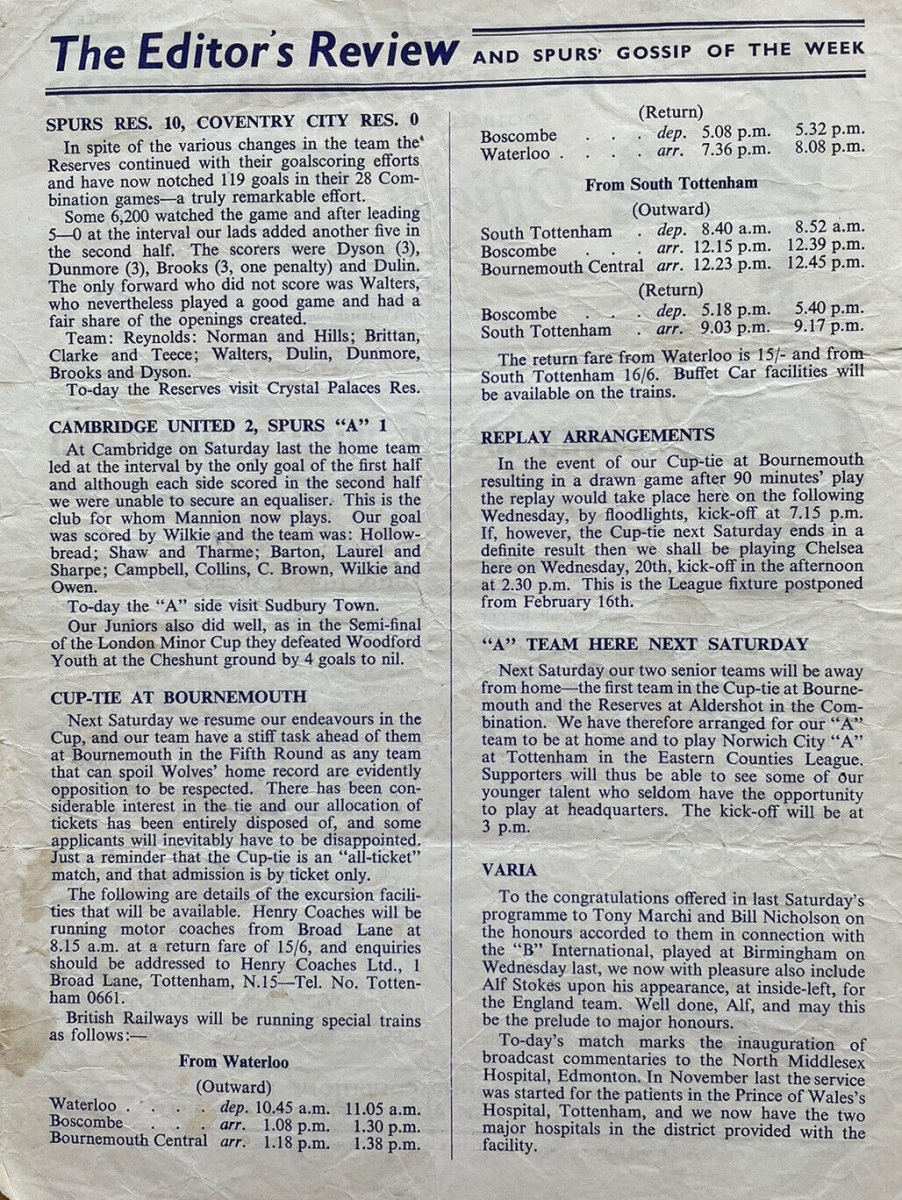 The Editor's Review AND SPURS' GOSSIP OF THE WEEK
SPURS RES. 10, COVENTRY CITY RES. 0
In spite of the various changes in the team the
Reserves continued with their goalscoring efforts
and have now notched 119 goals in their 28 Com-
bination games—a truly remarkable effort.
Some 6,200 watched the game and after leading
5—0 at the interval our lads added another five in
the second half. The scorers were Dyson (3),
Dunmore (3), Brooks (3, one penalty) and Dulin.
The only forward who did not score was Walters,
who nevertheless played a good game and had a
fair share of the openings created.
Team: Reynolds: Norman and Hills; Brittan,
Clarke and Teece; Walters, Dulin, Dunmore,
Brooks and Dyson.
To-day the Reserves visit Crystal Palaces Res.
CAMBRIDGE UNITED 2, SPURS "A" 1
At Cambridge on Saturday last the home team
led at the interval by the only goal of the first half
and although each side scored in the second half
we were unable to secure an equaliser. This is the
club for whom Mannion now plays. Our goal
was scored by Wilkie and the team was: Hollow-
bread; Shaw and Tharme; Barton, Laurel and
Sharpe; Campbell, Collins, C. Brown, Wilkie and
Owen.
To-day the "A" side visit Sudbury Town.
Our Juniors also did well, as in the Semi-final
of the London Minor Cup they defeated Woodford
Youth at the Cheshunt ground by 4 goals to nil.
CUP-TIE AT BOURNEMOUTH
Next Saturday we resume our endeavours in the
Cup, and our team have a stiff task ahead of them
at Bournemouth in the Fifth Round as any team
that can spoil Wolves' home record are evidently
opposition to be respected. There has been con-
siderable interest in the tie and our allocation of
tickets has been entirely disposed of, and some
applicants will inevitably have to be disappointed.
Just a reminder that the Cup-tie is an "all-ticket"
match, and that admission is by ticket only.
The following are details of the excursion facili-
ties that will be available. Henry Coaches will be
running motor coaches from Broad Lane at
8.15 a.m. at a return fare of 15/6, and enquiries
should be addressed to Henry Coaches Ltd., 1
Broad Lane, Tottenham, N.15—Tel. No. Totten-
ham 0661.
British Railways will be running special trains
as follows:—
From Waterloo
(Outward)
Waterloo . . . . dep. 10.45 a.m. 11.05 a.m.
Boscombe . . . arr. 1.08 p.m. 1.30 p.m.
Bournemouth Central arr. 1.18 p.m. 1.38 p.m.
(Return)
Boscombe . . . dep. 5.08 p.m. 5.32 p.m.
Waterloo . . . . arr. 7.36 p.m. 8.08 p.m.
From South Tottenham
(Outward)
South Tottenham . dep. 8.40 a.m. 8.52 a.m.
Boscombe . . . arr. 12.15 p.m. 12.39 p.m.
Bournemouth Central arr. 12.23 p.m. 12.45 p.m.
(Return)
Boscombe . . . dep. 5.18 p.m. 5.40 p.m.
South Tottenham . arr. 9.03 p.m. 9.17 p.m.
The return fare from Waterloo is 15/- and from
South Tottenham 16/6. Buffet Car facilities will
be available on the trains.
REPLAY ARRANGEMENTS
In the event of our Cup-tie at Bournemouth
resulting in a drawn game after 90 minutes' play
the replay would take place here on the following
Wednesday, by floodlights, kick-off at 7.15 p.m.
If, however, the Cup-tie next Saturday ends in a
definite result then we shall be playing Chelsea
here on Wednesday, 20th, kick-off in the afternoon
at 2.30 p.m. This is the League fixture postponed
from February 16th.
"A" TEAM HERE NEXT SATURDAY
Next Saturday our two senior teams will be away
from home—the first team in the Cup-tie at Bourne-
mouth and the Reserves at Aldershot in the Com-
bination. We have therefore arranged for our "A"
team to be at home and to play Norwich City "A"
at Tottenham in the Eastern Counties League.
Supporters will thus be able to see some of our
younger talent who seldom have the opportunity
to play at headquarters. The kick-off will be at
3 p.m.
VARIA
To the congratulations offered in last Saturday's
programme to Tony Marchi and Bill Nicholson on
the honours accorded to them in connection with
the "B" International, played at Birmingham on
Wednesday last, we now with pleasure also include
Alf Stokes upon his appearance, at inside-left, for
the England team. Well done, Alf, and may this
be the prelude to major honours.
To-day's match marks the inauguration of
broadcast commentaries to the North Middlesex
Hospital, Edmonton. In November last the service
was started for the patients in the Prince of Wales's
Hospital, Tottenham, and we now have the two
major hospitals in the district provided with the
facility.